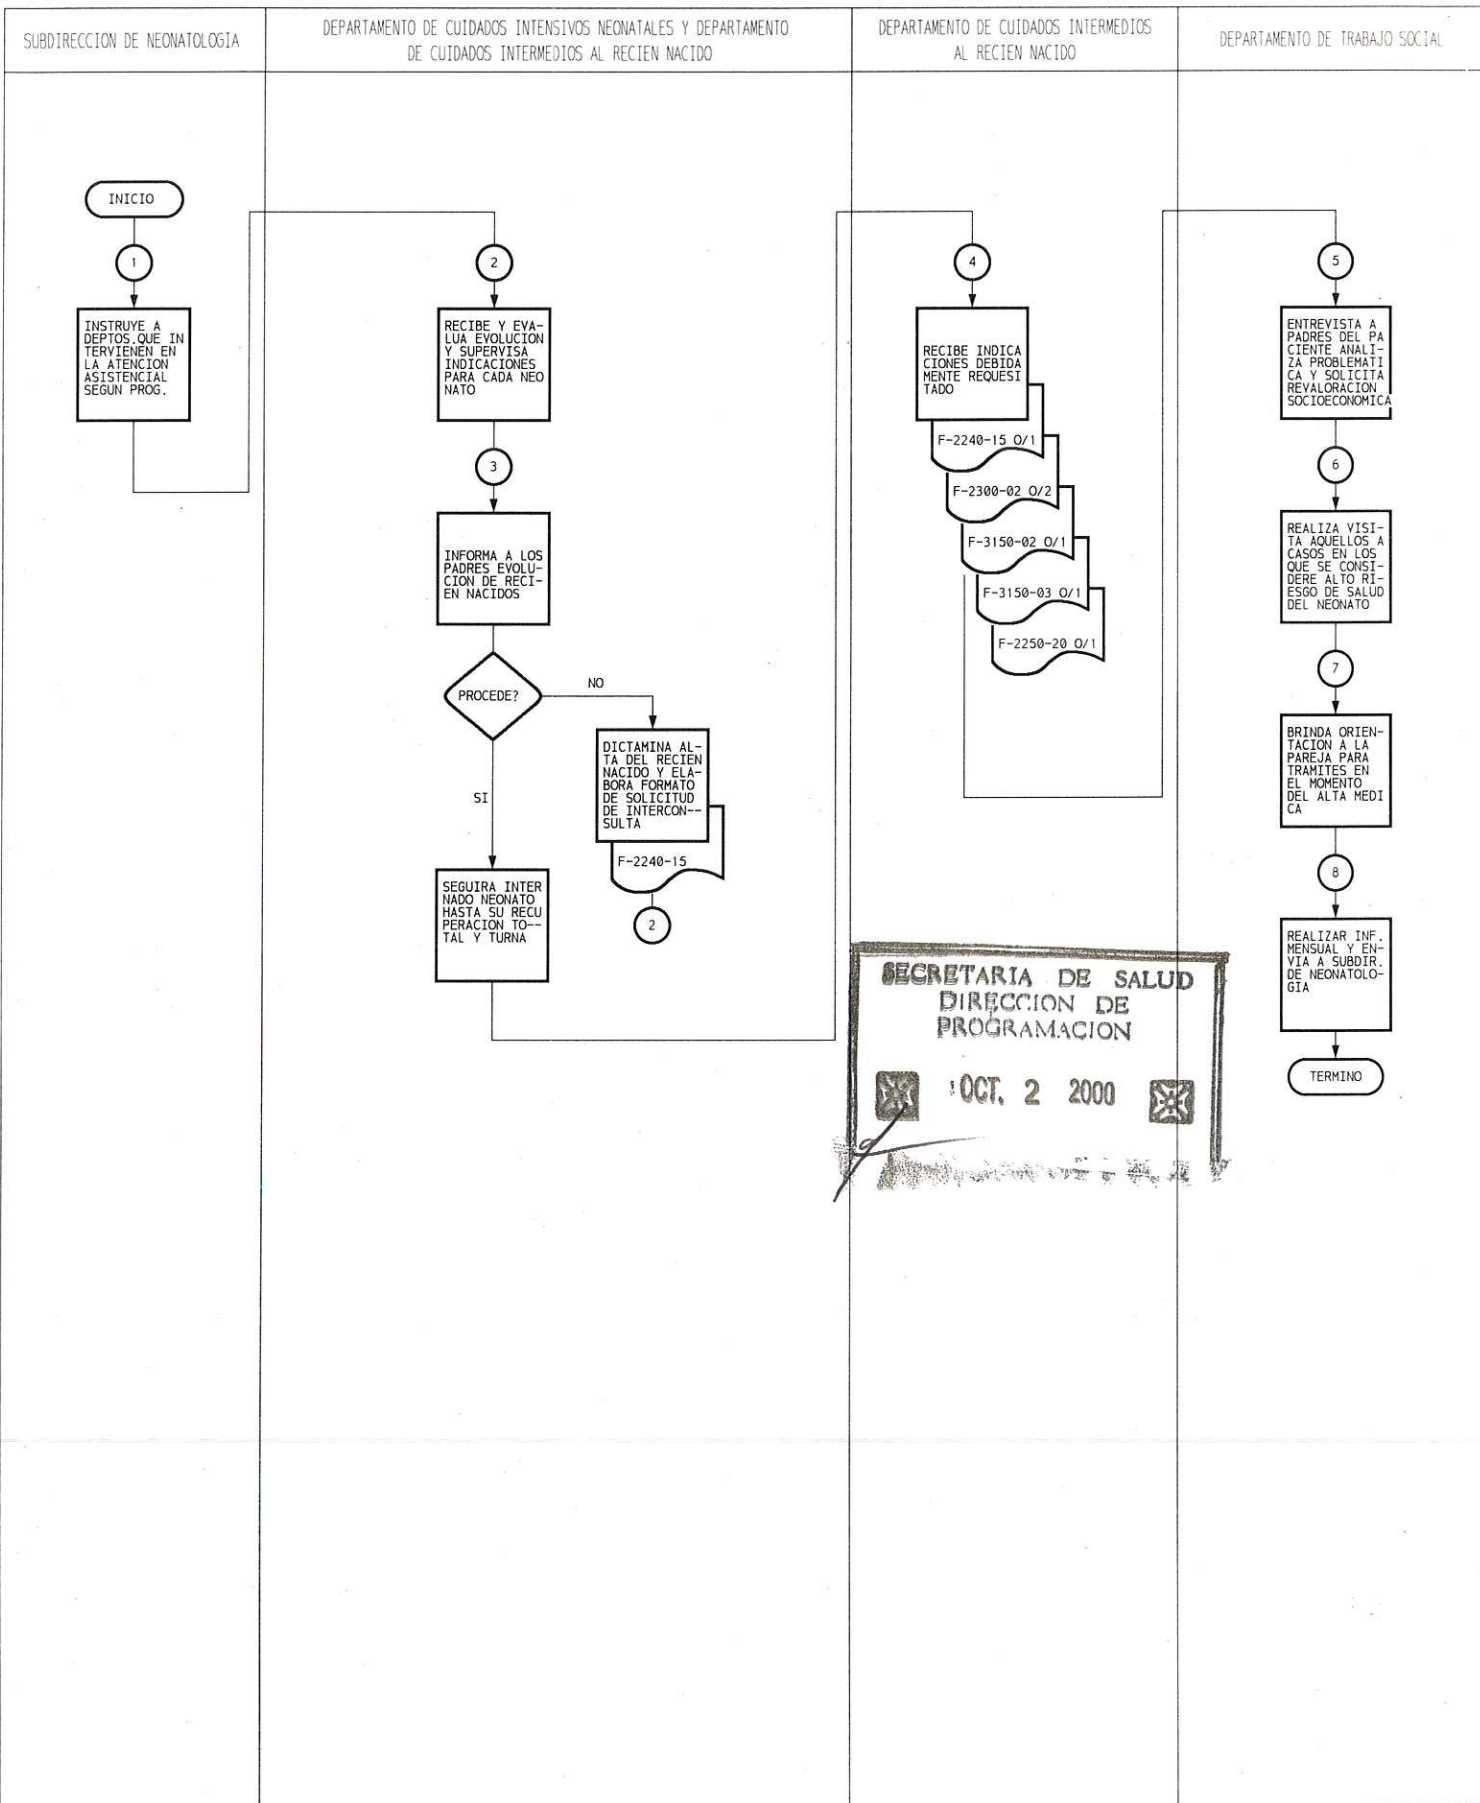 SUBDIRECCION DE NEONATOLOGIA
DEPARTAMENTO DE CUIDADOS INTENSIVOS NEONATALES Y DEPARTAMENTO
DE CUIDADOS INTERMEDIOS AL RECIEN NACIDO
DEPARTAMENTO DE CUIDADOS INTERMEDIOS
AL RECIEN NACIDO
DEPARTAMENTO DE TRABAJO SOCIAL
INICIO
1
INSTRUYE A
DEPTOS.QUE IN
TERVIENEN EN
LA ATENCION
ASISTENCIAL
SEGUN PROG.
2
RECIBE Y EVA-
LUA EVOLUCION
Y SUPERVISA
INDICACIONES
PARA CADA NEO
NATO
3
INFORMA A LOS
PADRES EVOLU-
CION DE RECI-
EN NACIDOS
PROCEDE?
NO
SI
DICTAMINA AL-
TA DEL RECIEN
NACIDO Y ELA-
BORA FORMATO
DE SOLICITUD
DE INTERCON--
SULTA
F-2240-15
2
SEGUIRA INTER
NADO NEONATO
HASTA SU RECU
PERACION TO--
TAL Y TURNA
4
RECIBE INDICA
CIONES DEBIDA
MENTE REQUESI
TADO
F-2240-15 O/1
F-2300-02 O/2
F-3150-02 O/1
F-3150-03 O/1
F-2250-20 O/1
5
ENTREVISTA A
PADRES DEL PA
CIENTE ANALI-
ZA PROBLEMATI
CA Y SOLICITA
REVALORACION
SOCIOECONOMICA
6
REALIZA VISI-
TA AQUELLOS A
CASOS EN LOS
QUE SE CONSI-
DERE ALTO RI-
ESGO DE SALUD
DEL NEONATO
7
BRINDA ORIEN-
TACION A LA
PAREJA PARA
TRAMITES EN
EL MOMENTO
DEL ALTA MEDI
CA
8
REALIZAR INF.
MENSUAL Y EN-
VIA A SUBDIR.
DE NEONATOLO-
GIA
TERMINO
SECRETARIA DE SALUD
DIRECCION DE
PROGRAMACION
OCT. 2 2000